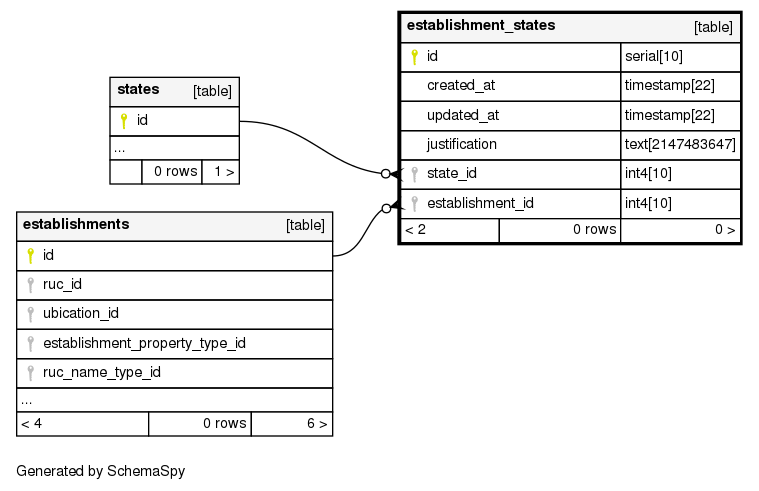 establishment_states [table]
id serial[10]
created_at timestamp[22]
updated_at timestamp[22]
justification text[2147483647]
state_id int4[10]
establishment_id int4[10]
< 2 0 rows 0 >
states [table]
id
...
0 rows 1 >
establishments [table]
id
ruc_id
ubication_id
establishment_property_type_id
ruc_name_type_id
...
< 4 0 rows 6 >
Generated by SchemaSpy